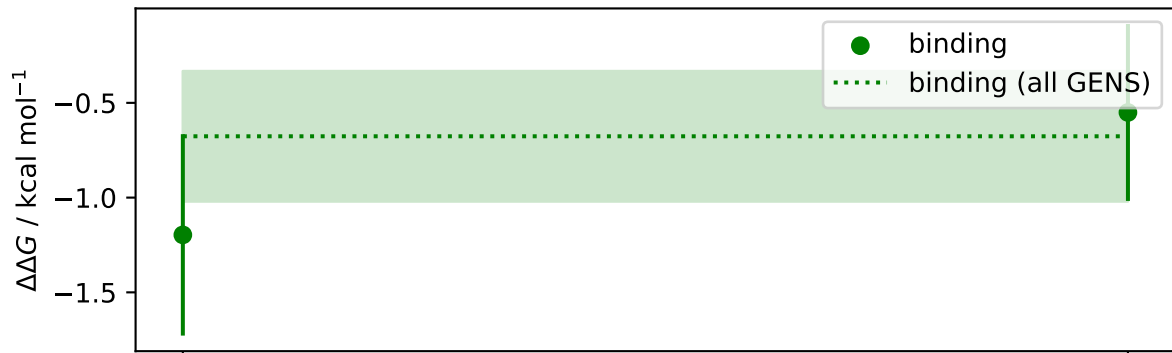 binding
binding (all GENS)
−0.5
−1.0
−1.5
ΔΔG / kcal mol⁻¹